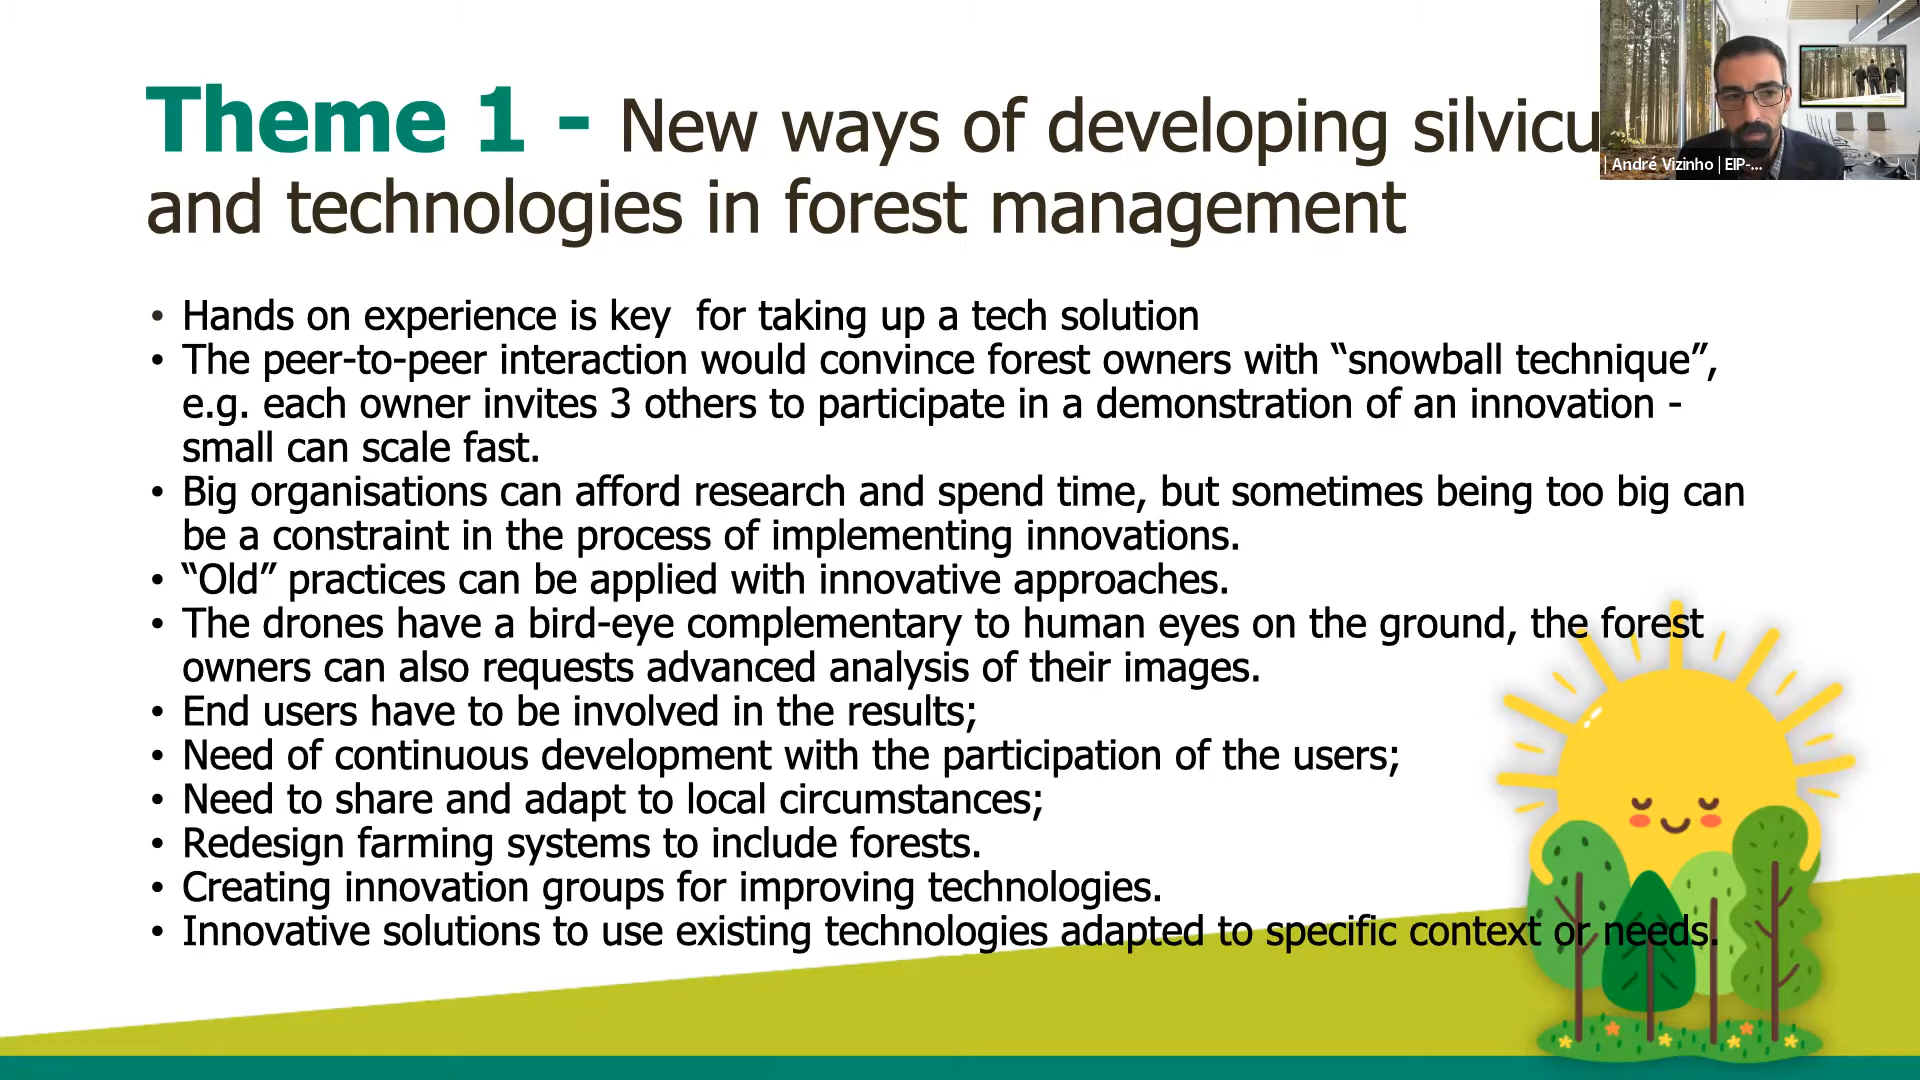 Theme 1 - New ways of developing silvicu
and technologies in forest management
| André Vizinho | EIP-...
• Hands on experience is key for taking up a tech solution
• The peer-to-peer interaction would convince forest owners with “snowball technique”,
e.g. each owner invites 3 others to participate in a demonstration of an innovation -
small can scale fast.
• Big organisations can afford research and spend time, but sometimes being too big can
be a constraint in the process of implementing innovations.
• “Old” practices can be applied with innovative approaches.
• The drones have a bird-eye complementary to human eyes on the ground, the forest
owners can also requests advanced analysis of their images.
• End users have to be involved in the results;
• Need of continuous development with the participation of the users;
• Need to share and adapt to local circumstances;
• Redesign farming systems to include forests.
• Creating innovation groups for improving technologies.
• Innovative solutions to use existing technologies adapted to specific context or needs.